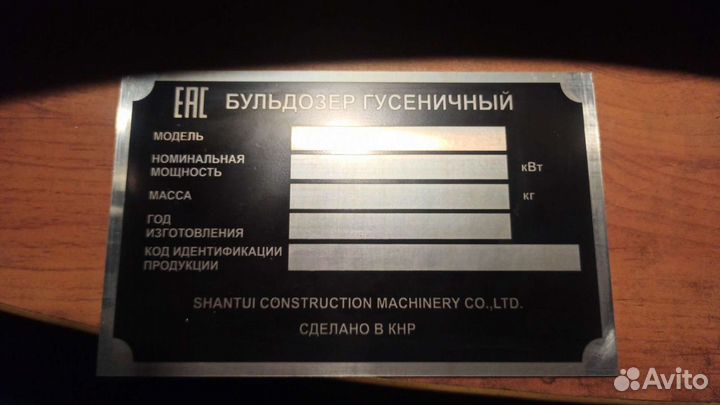 EAC БУЛЬДОЗЕР ГУСЕНИЧНЫЙ
МОДЕЛЬ
НОМИНАЛЬНАЯ
МОЩНОСТЬ кВт
МАССА кг
ГОД
ИЗГОТОВЛЕНИЯ
КОД ИДЕНТИФИКАЦИИ
ПРОДУКЦИИ
SHANTUI CONSTRUCTION MACHINERY CO.,LTD.
СДЕЛАНО В КНР
Avito